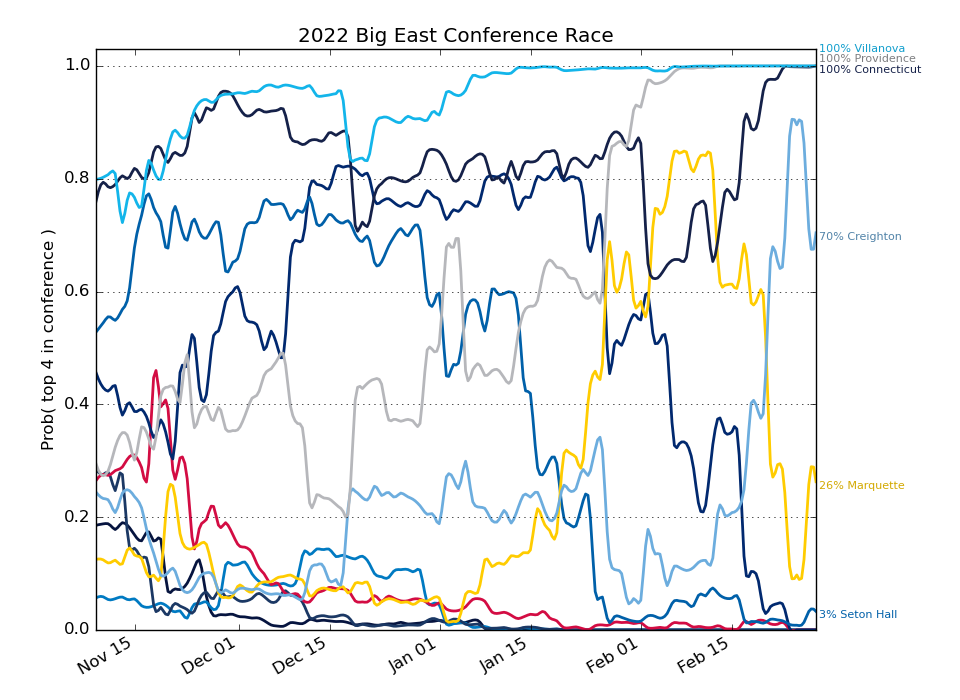 2022 Big East Conference Race
Prob( top 4 in conference )
1.0
0.8
0.6
0.4
0.2
0.0
Nov 15
Dec 01
Dec 15
Jan 01
Jan 15
Feb 01
Feb 15
100% Villanova
100% Providence
100% Connecticut
70% Creighton
26% Marquette
3% Seton Hall